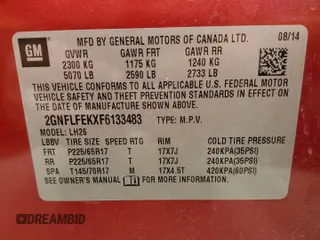 GM
MFD BY GENERAL MOTORS OF CANADA LTD. 08/14
GVWR GAWR FRT GAWR RR
2300 KG 1175 KG 1240 KG
5070 LB 2590 LB 2733 LB
THIS VEHICLE CONFORMS TO ALL APPLICABLE U.S. FEDERAL
MOTOR VEHICLE SAFETY AND THEFT PREVENTION STANDARDS
IN EFFECT ON THE DATE OF MANUFACTURE SHOWN ABOVE.
2GNFLFEKXF6133483 TYPE: M.P.V.
MODEL: LH26
LBBV TIRE SIZE SPEED RTG RIM COLD TIRE PRESSURE
FRT P225/65R17 T 17X7J 240KPA(35PSI)
RR P225/65R17 T 17X7J 240KPA(35PSI)
SPA T145/70R17 M 17X4.5T 420KPA(60PSI)
SEE OWNER'S MANUAL FOR ADDITIONAL INFORMATION.
DREAMBID